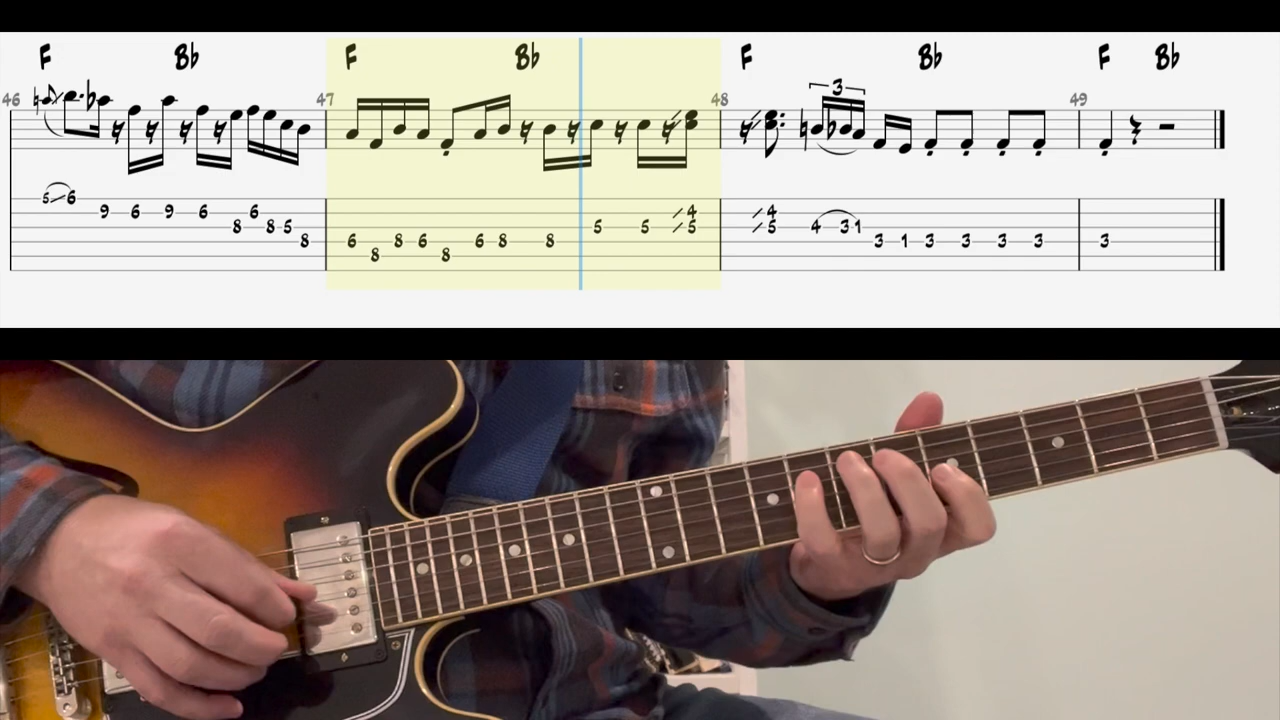 F Bb F Bb F Bb F Bb
46 47 48 3 49
5 6 6 4 4
9 6 9 6 8 6 8 5 5 5 5 5 4 3 1
8 6 8 6 6 8 8 3 1 3 3 3 3 3
8 8